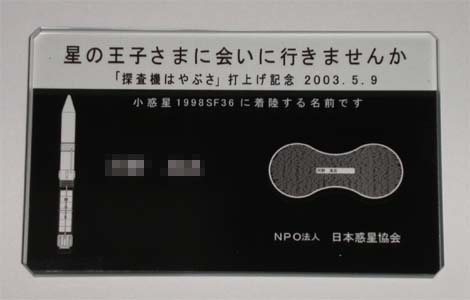 星の王子さまに会いに行きませんか
「探査機はやぶさ」打上げ記念 2003.5.9
小惑星1998SF36に着陸する名前です
NPO法人 日本惑星協会